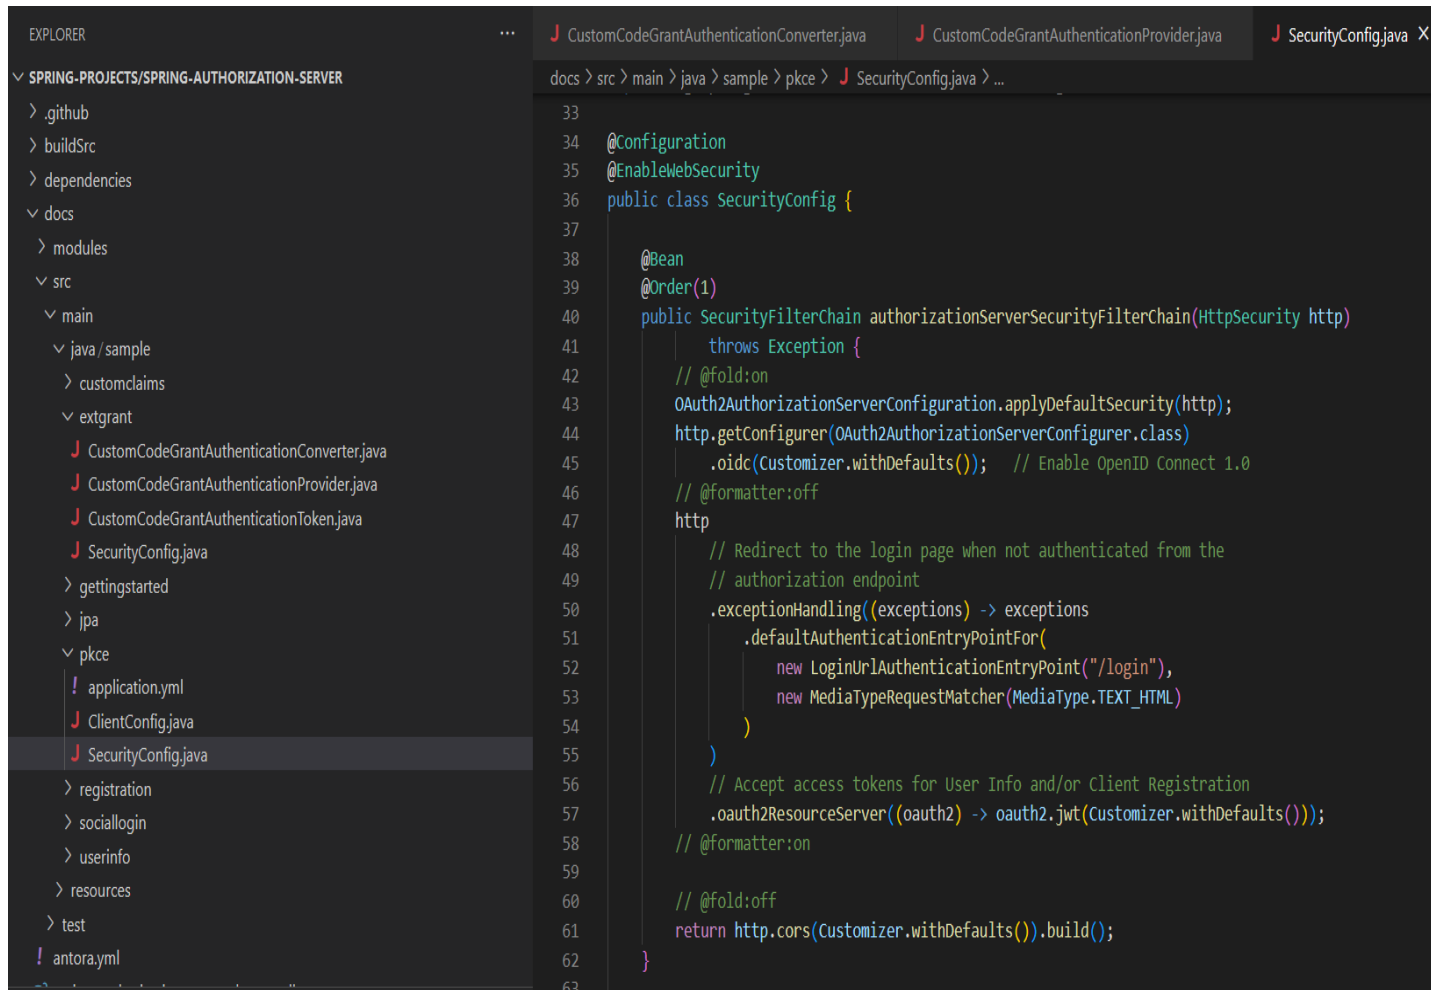 EXPLORER
SPRING-PROJECTS/SPRING-AUTHORIZATION-SERVER
.github
buildSrc
dependencies
docs
modules
src
main
java/sample
customclaims
extgrant
J CustomCodeGrantAuthenticationConverter.java
J CustomCodeGrantAuthenticationProvider.java
J CustomCodeGrantAuthenticationToken.java
J SecurityConfig.java
gettingstarted
jpa
pkce
! application.yml
J ClientConfig.java
J SecurityConfig.java
registration
sociallogin
userinfo
resources
test
! antora.yml
J CustomCodeGrantAuthenticationConverter.java J CustomCodeGrantAuthenticationProvider.java J SecurityConfig.java X
docs > src > main > java > sample > pkce > J SecurityConfig.java > ...
33
34 @Configuration
35 @EnableWebSecurity
36 public class SecurityConfig {
37
38 @Bean
39 @Order(1)
40 public SecurityFilterChain authorizationServerSecurityFilterChain(HttpSecurity http)
41 throws Exception {
42 // @fold:on
43 OAuth2AuthorizationServerConfiguration.applyDefaultSecurity(http);
44 http.getConfigurer(OAuth2AuthorizationServerConfigurer.class)
45 .oidc(Customizer.withDefaults()); // Enable OpenID Connect 1.0
46 // @formatter:off
47 http
48 // Redirect to the login page when not authenticated from the
49 // authorization endpoint
50 .exceptionHandling((exceptions) -> exceptions
51 .defaultAuthenticationEntryPointFor(
52 new LoginUrlAuthenticationEntryPoint("/login"),
53 new MediaTypeRequestMatcher(MediaType.TEXT_HTML)
54 )
55 )
56 // Accept access tokens for User Info and/or Client Registration
57 .oauth2ResourceServer((oauth2) -> oauth2.jwt(Customizer.withDefaults()));
58 // @formatter:on
59
60 // @fold:off
61 return http.cors(Customizer.withDefaults()).build();
62 }
63